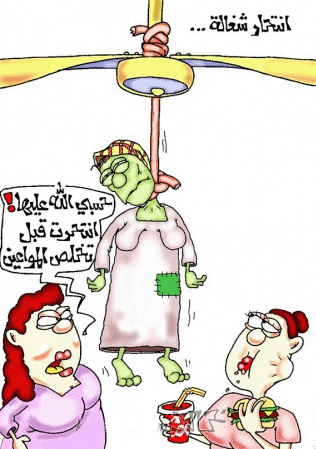 انتحار شغالة ...
حسبي الله عليها!
انتحرت قبل
تخلص المواعين